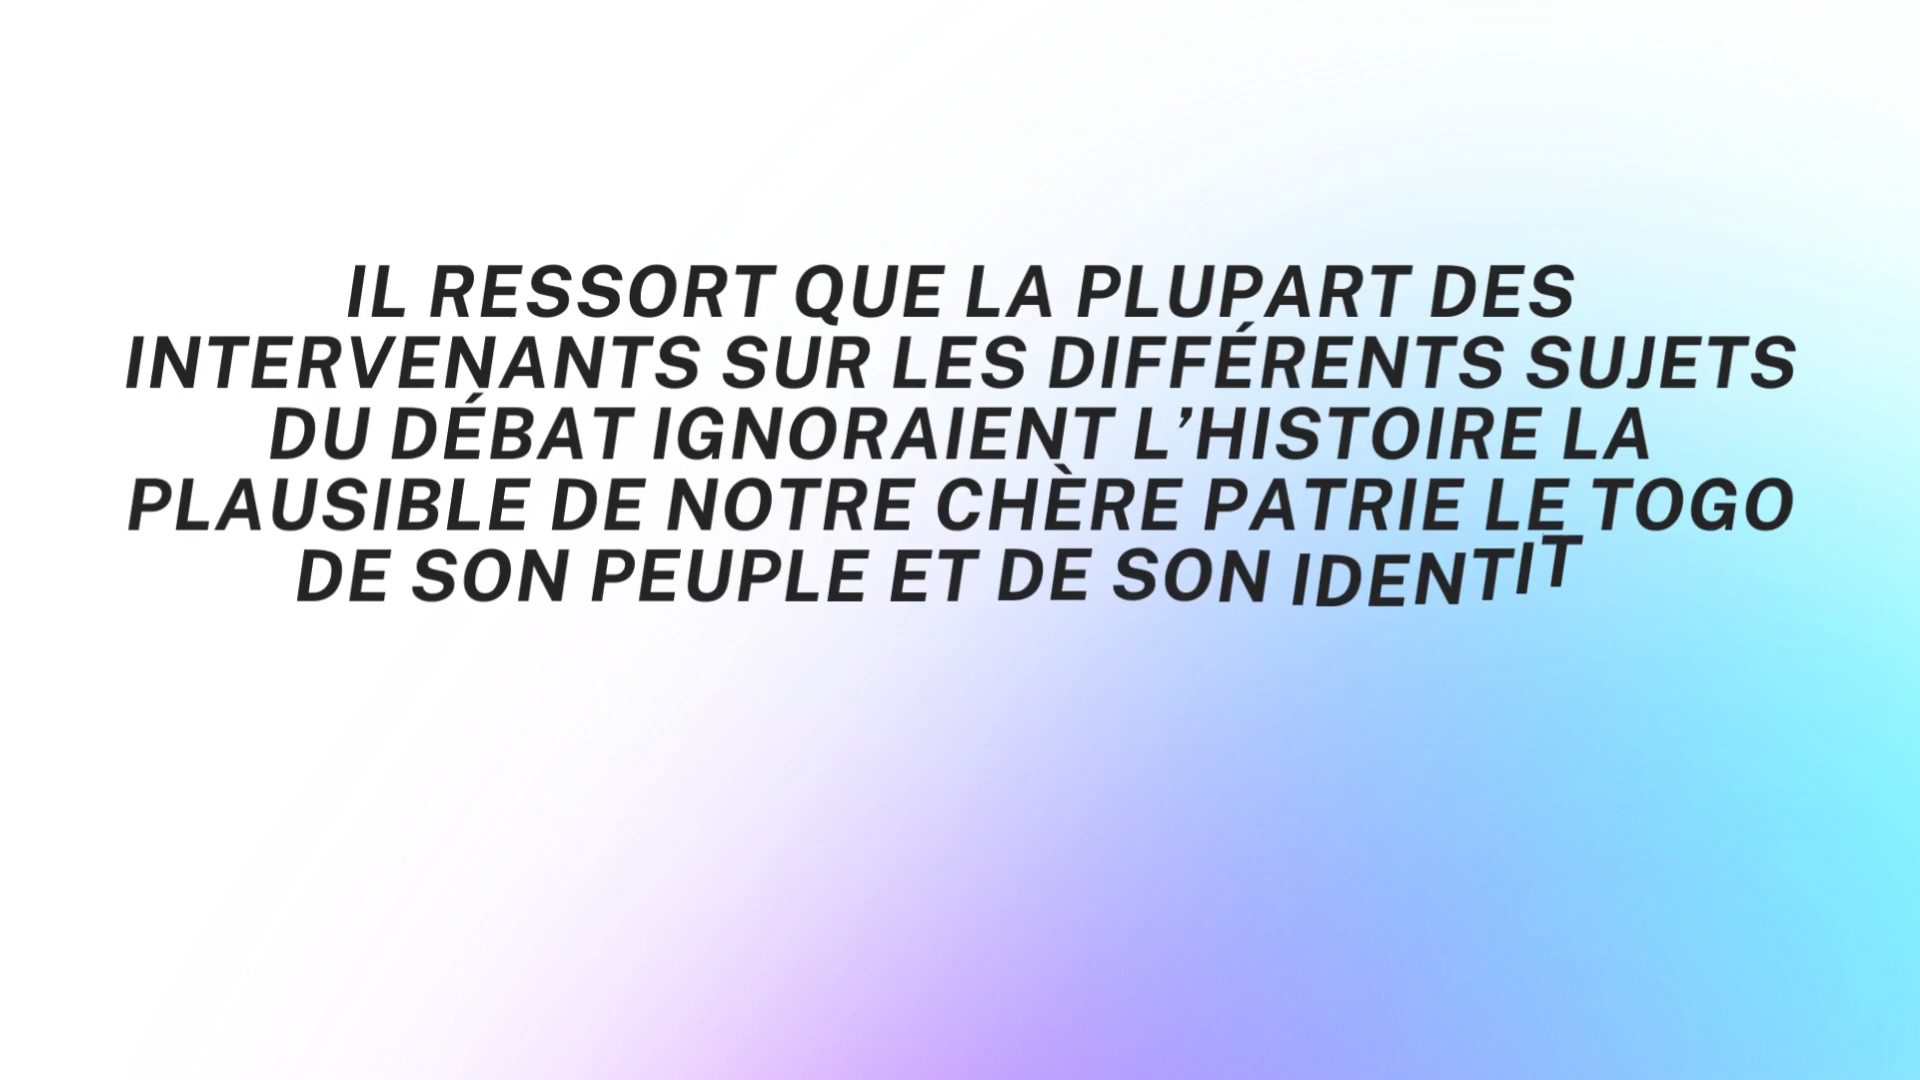 IL RESSORT QUE LA PLUPART DES
INTERVENANTS SUR LES DIFFÉRENTS SUJETS
DU DÉBAT IGNORAIENT L’HISTOIRE LA
PLAUSIBLE DE NOTRE CHÈRE PATRIE LE TOGO
DE SON PEUPLE ET DE SON IDENTIT